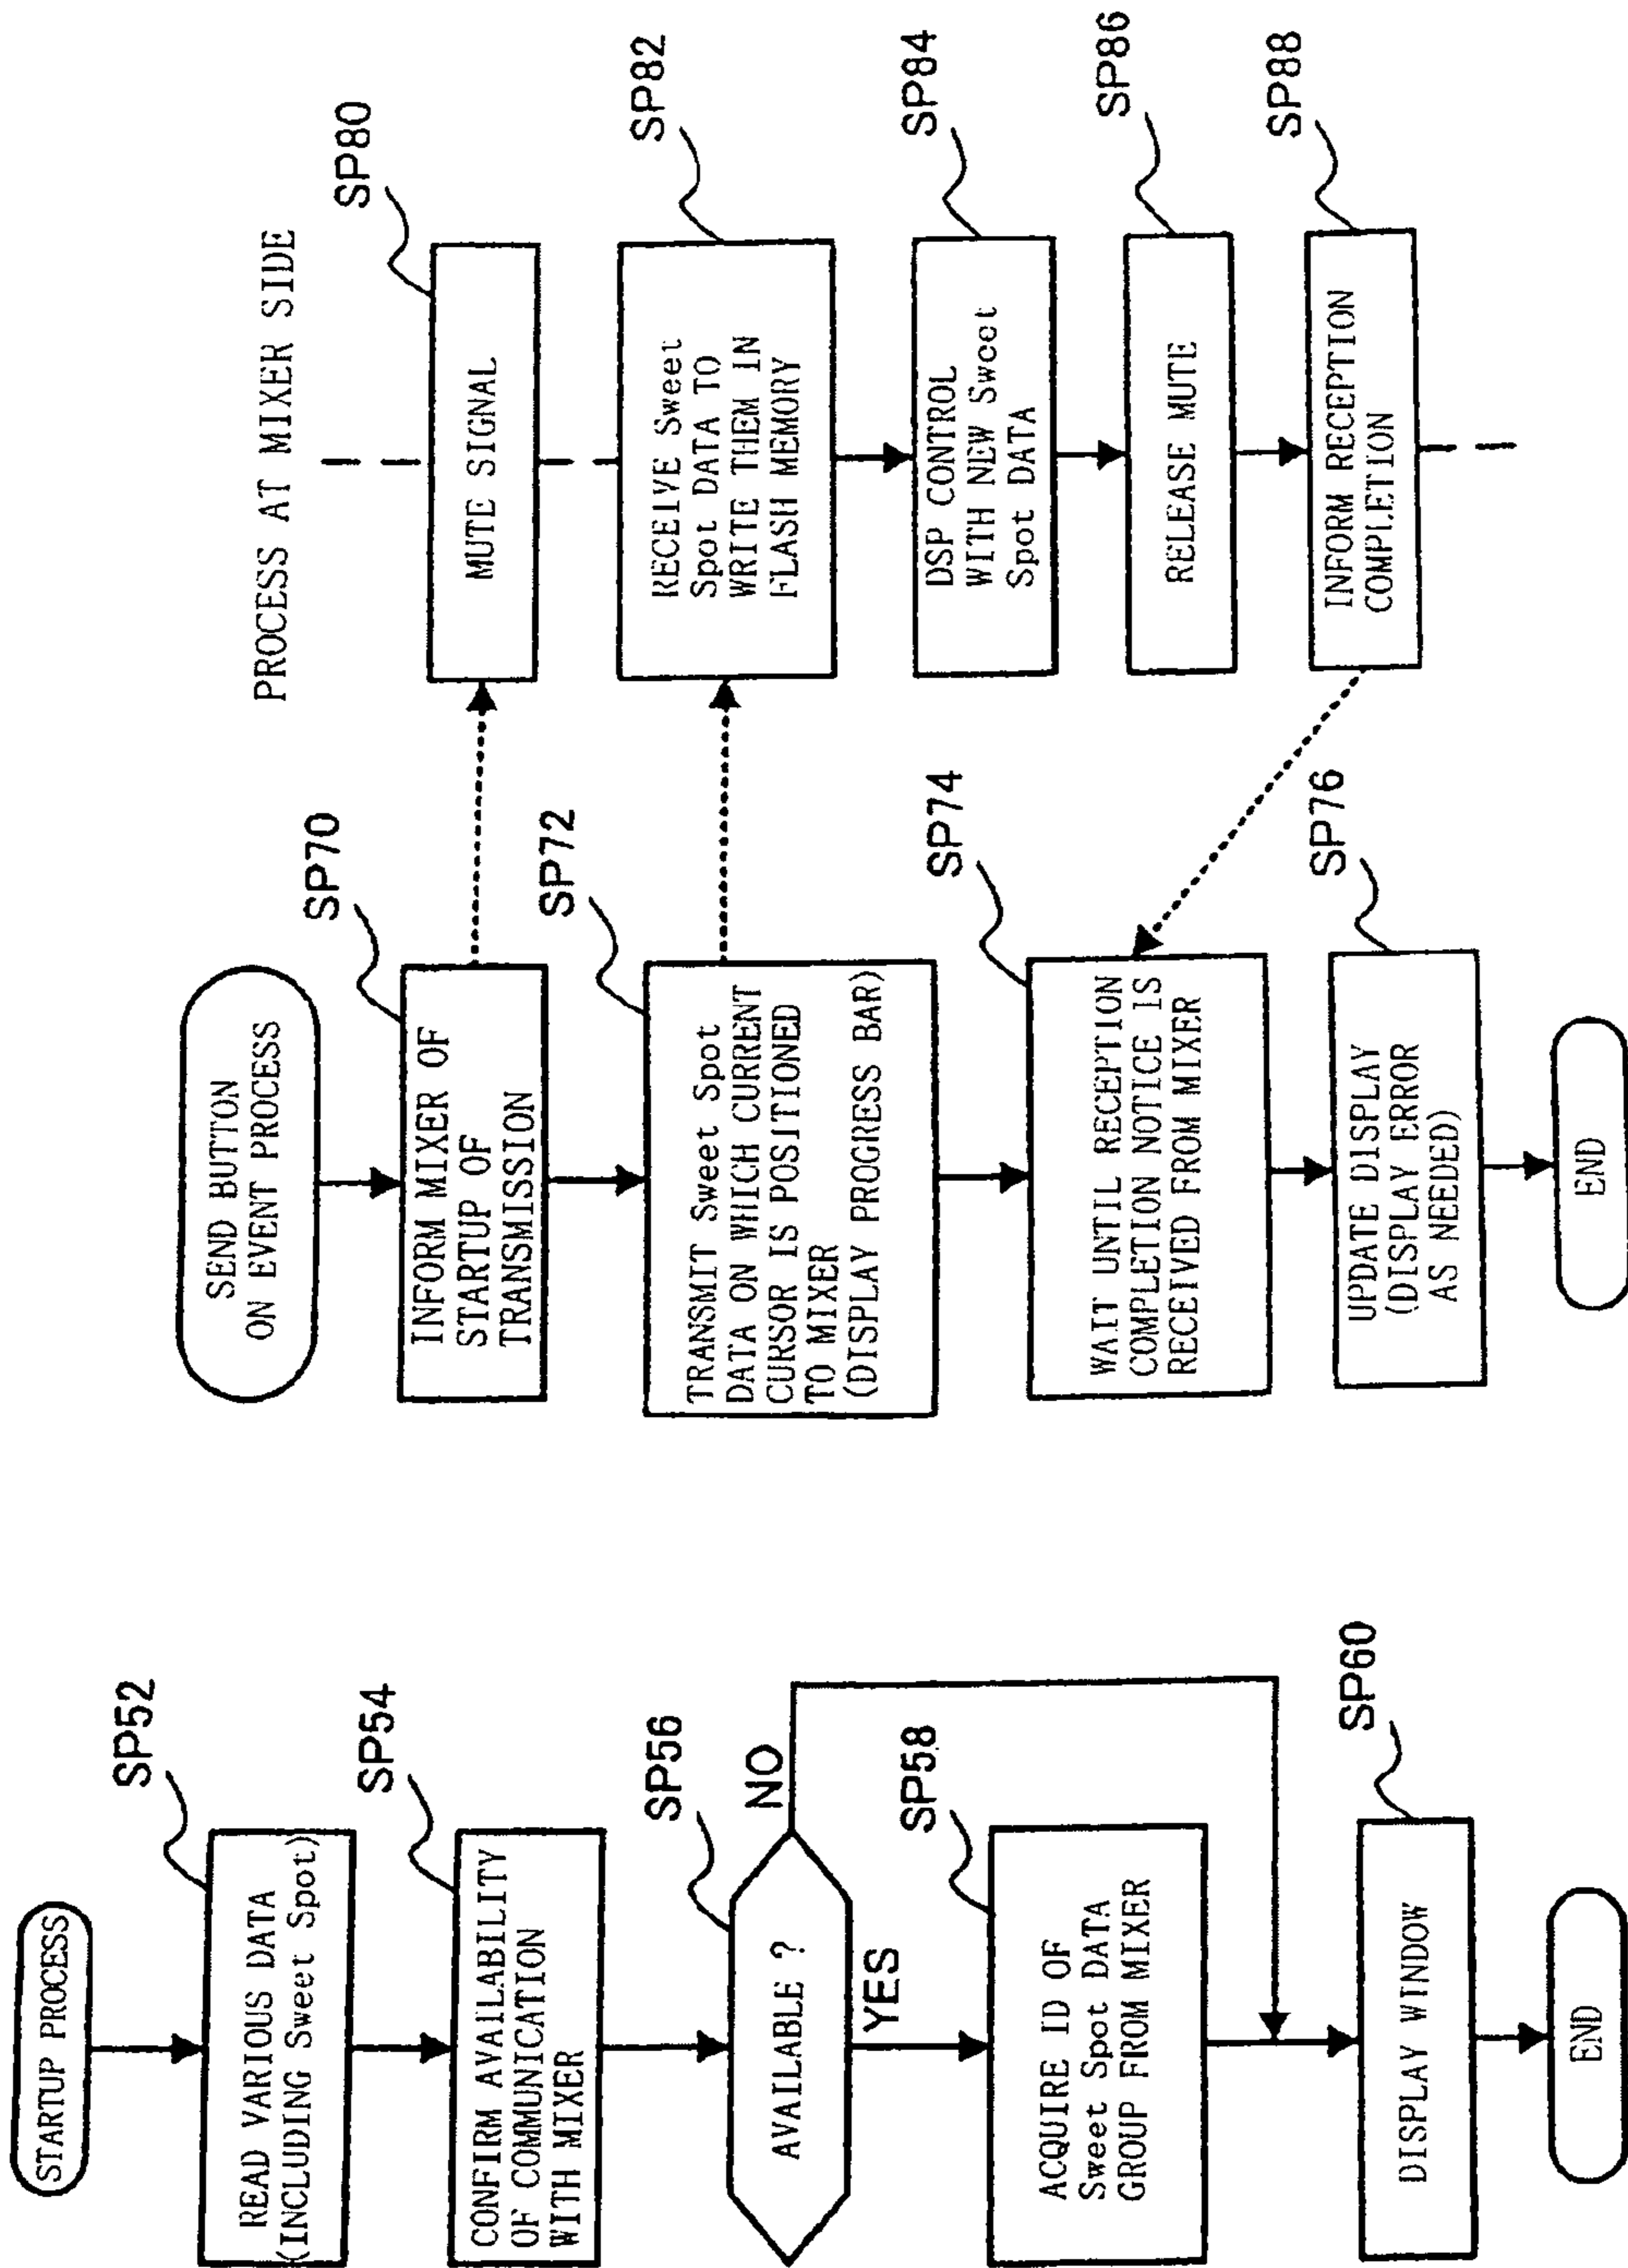 STARTUP PROCESS
SP52
READ VARIOUS DATA
(INCLUDING Sweet Spot)
SP54
CONFIRM AVAILABILITY
OF COMMUNICATION
WITH MIXER
SP56
AVAILABLE ?
NO
YES
SP58
ACQUIRE ID OF
Sweet Spot DATA
GROUP FROM MIXER
SP60
DISPLAY WINDOW
END
SEND BUTTON
ON EVENT PROCESS
SP70
INFORM MIXER OF
STARTUP OF
TRANSMISSION
SP72
TRANSMIT Sweet Spot
DATA ON WHICH CURRENT
CURSOR IS POSITIONED
TO MIXER
(DISPLAY PROGRESS BAR)
SP74
WAIT UNTIL RECEPTION
COMPLETION NOTICE IS
RECEIVED FROM MIXER
SP76
UPDATE DISPLAY
(DISPLAY ERROR
AS NEEDED)
END
PROCESS AT MIXER SIDE
SP80
MUTE SIGNAL
SP82
RECEIVE Sweet
Spot DATA TO
WRITE THEM IN
FLASH MEMORY
SP84
DSP CONTROL
WITH NEW Sweet
Spot DATA
SP86
RELEASE MUTE
SP88
INFORM RECEPTION
COMPLETION